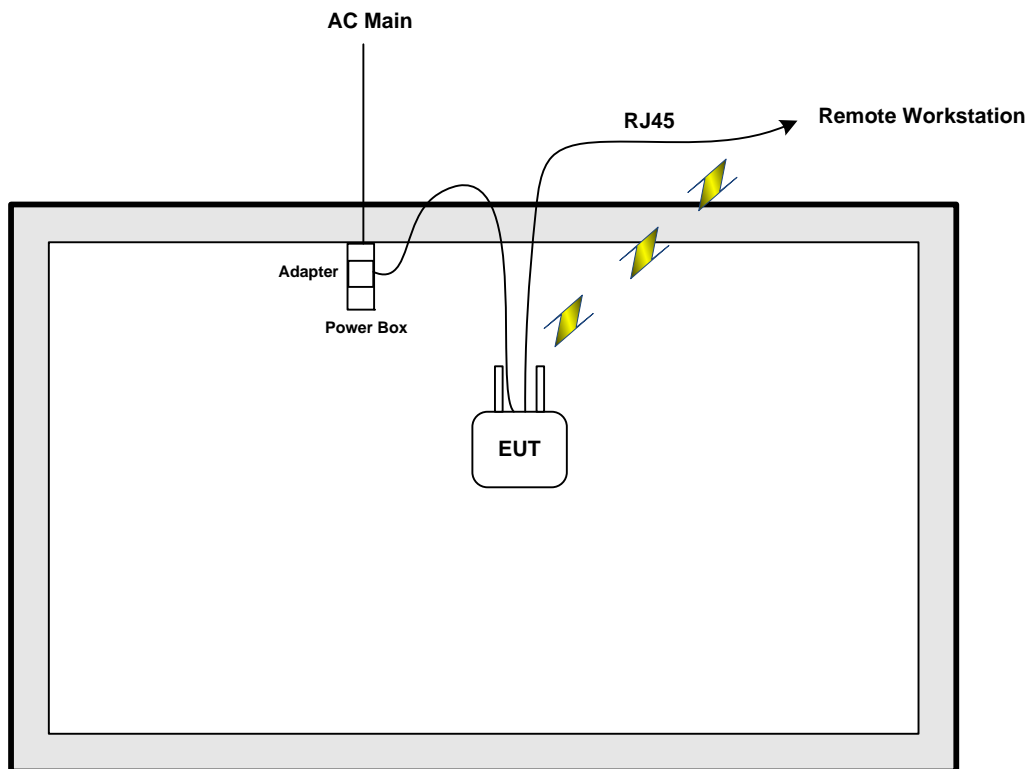 AC Main
RJ45
Remote Workstation
Adapter
Power Box
EUT